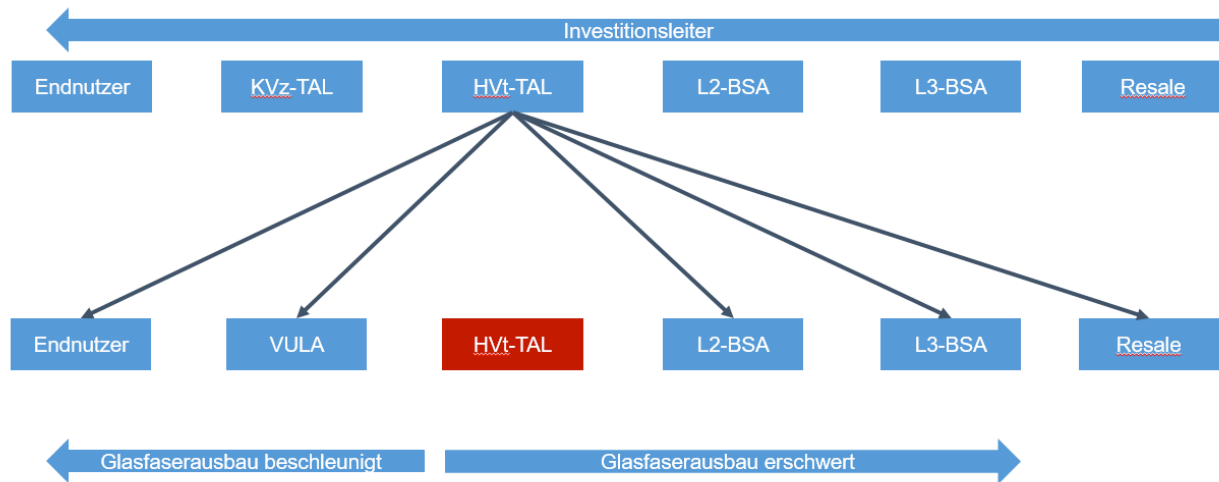 Investitionsleiter
Endnutzer KVz-TAL HVt-TAL L2-BSA L3-BSA Resale
Endnutzer VULA HVt-TAL L2-BSA L3-BSA Resale
Glasfaserausbau beschleunigt Glasfaserausbau erschwert